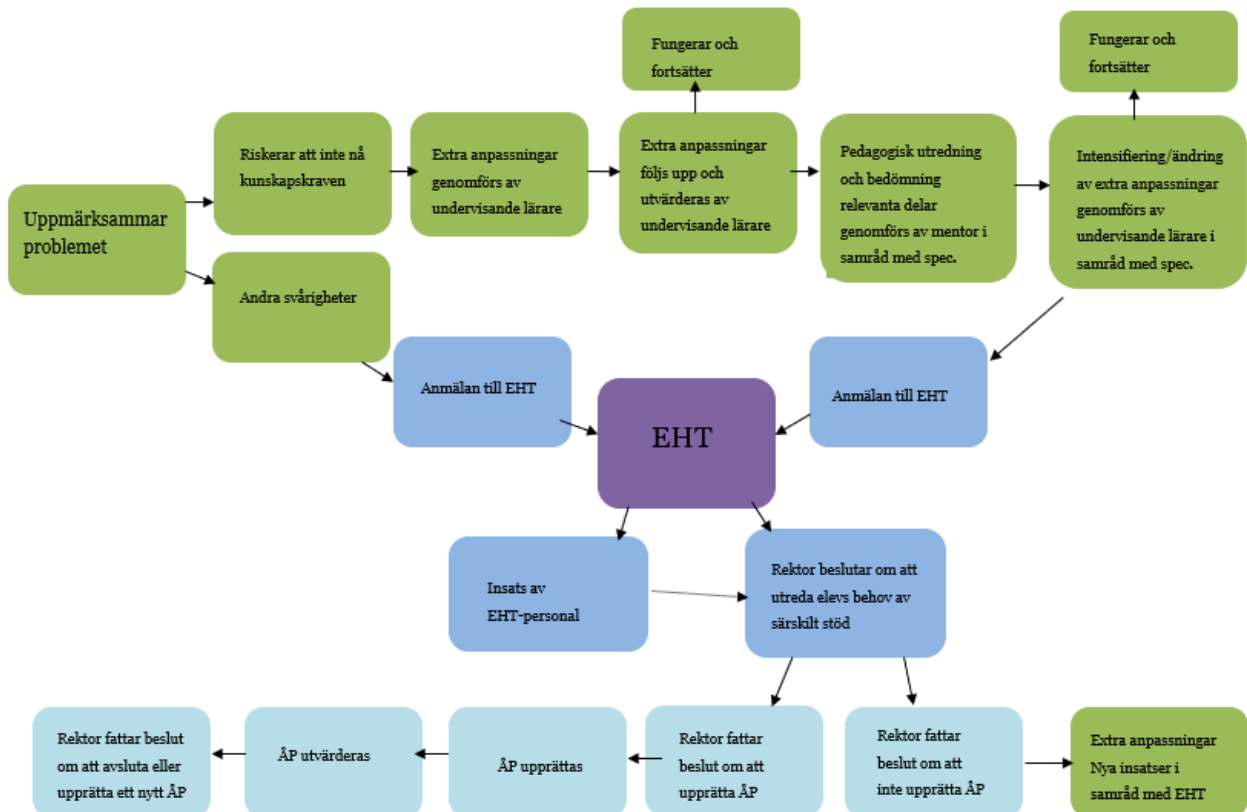 Fungerar och
fortsätter
Fungerar och
fortsätter
Uppmärksammar
problemet
Riskerar att inte nå
kunskapskraven
Extra anpassningar
genomförs av
undervisande lärare
Extra anpassningar
följs upp och
utvärderas av
undervisande lärare
Pedagogisk utredning
och bedömning
relevanta delar
genomförs av mentor i
samråd med spec.
Intensifiering/ändring
av extra anpassningar
genomförs av
undervisande lärare i
samråd med spec.
Andra svårigheter
Anmälan till EHT
EHT
Anmälan till EHT
Insats av
EHT-personal
Rektor beslutar om att
utreda elevs behov av
särskilt stöd
Rektor fattar beslut
om att avsluta eller
upprätta ett nytt ÅP
ÅP utvärderas
ÅP upprättas
Rektor fattar
beslut om att
upprätta ÅP
Rektor fattar
beslut om att
inte upprätta ÅP
Extra anpassningar
Nya insatser i
samråd med EHT